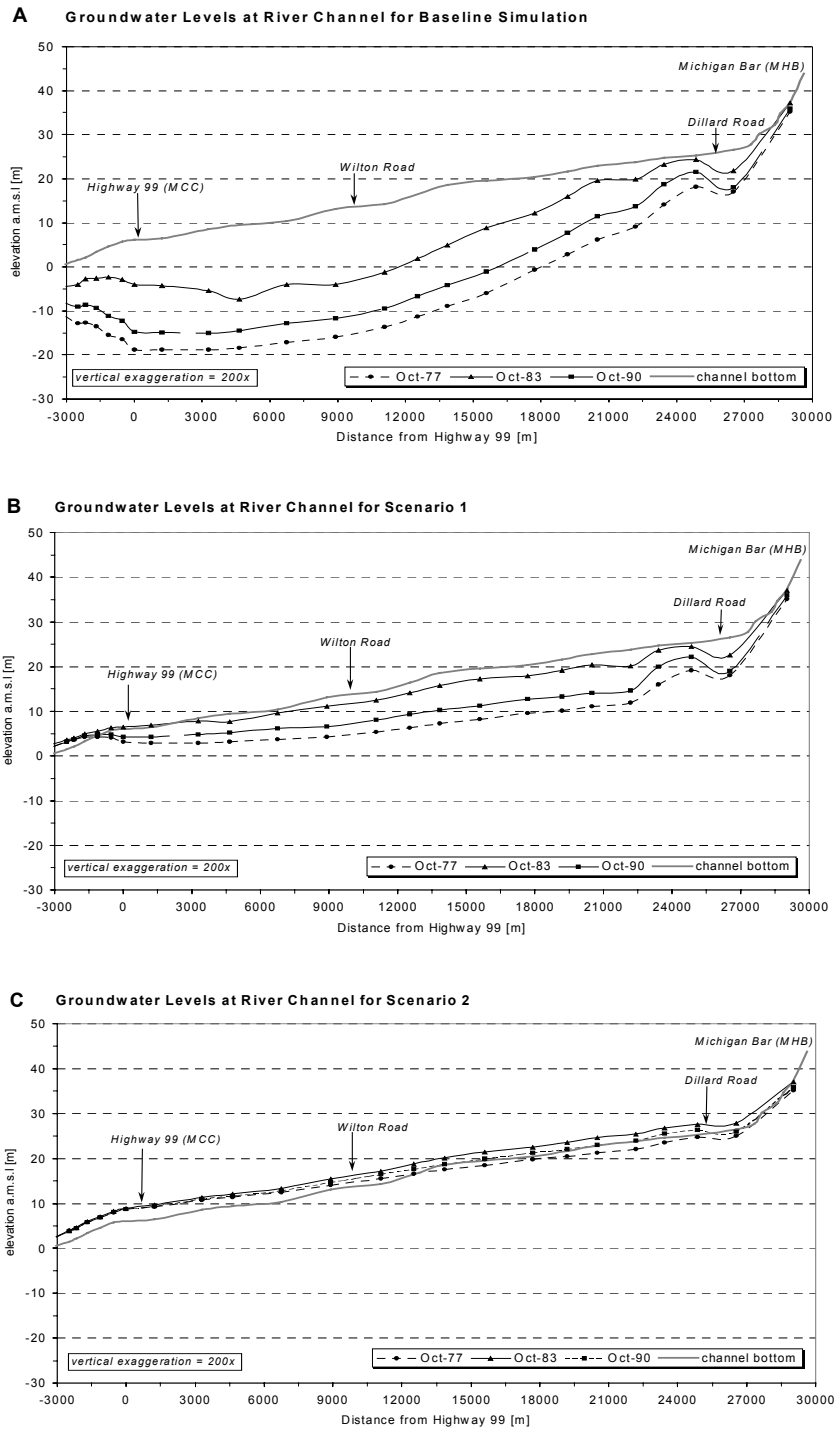 A Groundwater Levels at River Channel for Baseline Simulation
50
Michigan Bar (MHB)
40
Dillard Road
30
Wilton Road
20
Highway 99 (MCC)
10
0
-10
-20
-30
elevation a.m.s.l [m]
vertical exaggeration = 200x
Oct-77 Oct-83 Oct-90 channel bottom
-3000 0 3000 6000 9000 12000 15000 18000 21000 24000 27000 30000
Distance from Highway 99 [m]
B Groundwater Levels at River Channel for Scenario 1
50
Michigan Bar (MHB)
40
Dillard Road
30
Wilton Road
20
Highway 99 (MCC)
10
0
-10
-20
-30
elevation a.m.s.l [m]
vertical exaggeration = 200x
Oct-77 Oct-83 Oct-90 channel bottom
-3000 0 3000 6000 9000 12000 15000 18000 21000 24000 27000 30000
Distance from Highway 99 [m]
C Groundwater Levels at River Channel for Scenario 2
50
Michigan Bar (MHB)
40
Dillard Road
30
Wilton Road
Highway 99 (MCC)
20
10
0
-10
-20
-30
elevation a.m.s.l [m]
vertical exaggeration = 200x
Oct-77 Oct-83 Oct-90 channel bottom
-3000 0 3000 6000 9000 12000 15000 18000 21000 24000 27000 30000
Distance from Highway 99 [m]